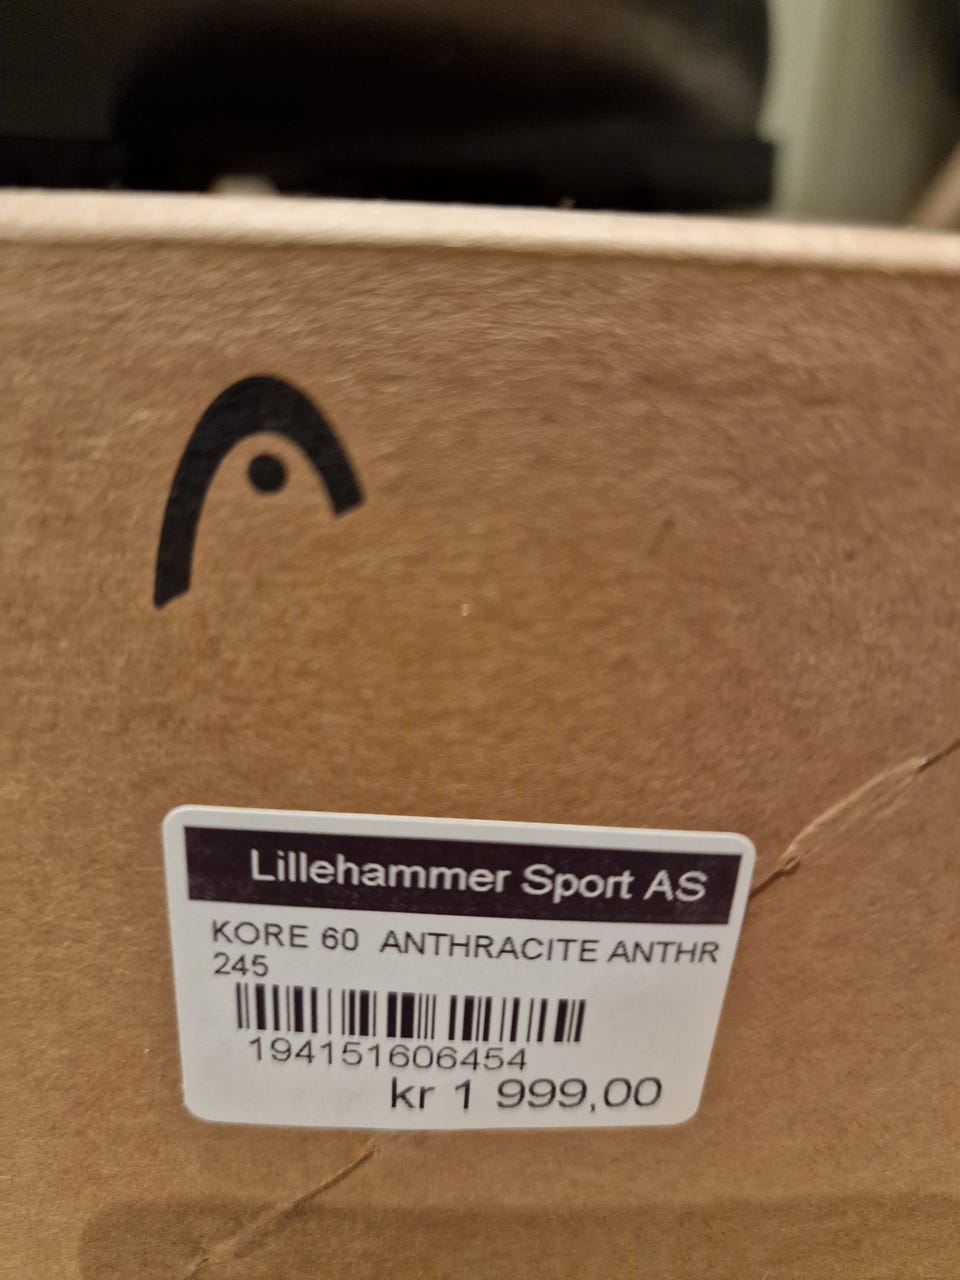 Lillehammer Sport AS
KORE 60 ANTHRACITE ANTHR
245
194151606454
kr 1 999,00